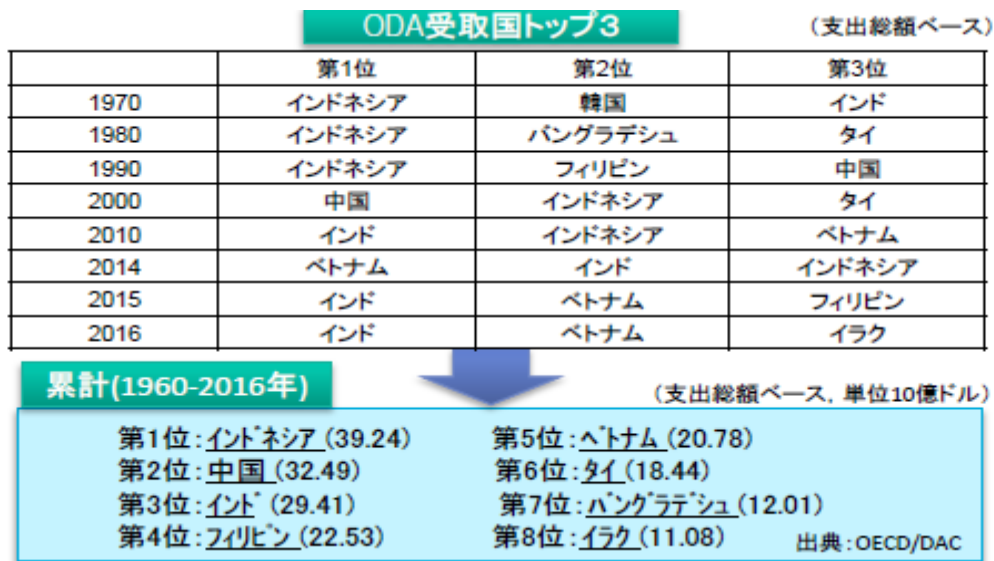 ODA受取国トップ3
（支出総額ベース）
第1位 第2位 第3位
1970 インドネシア 韓国 インド
1980 インドネシア バングラデシュ タイ
1990 インドネシア フィリピン 中国
2000 中国 インドネシア タイ
2010 インド インドネシア ベトナム
2014 ベトナム インド インドネシア
2015 インド ベトナム フィリピン
2016 インド ベトナム イラク
累計(1960-2016年)
（支出総額ベース，単位10億ドル）
第1位：インドネシア (39.24) 第5位：ベトナム (20.78)
第2位：中国 (32.49) 第6位：タイ (18.44)
第3位：インド (29.41) 第7位：バングラデシュ (12.01)
第4位：フィリピン (22.53) 第8位：イラク (11.08) 出典：OECD/DAC